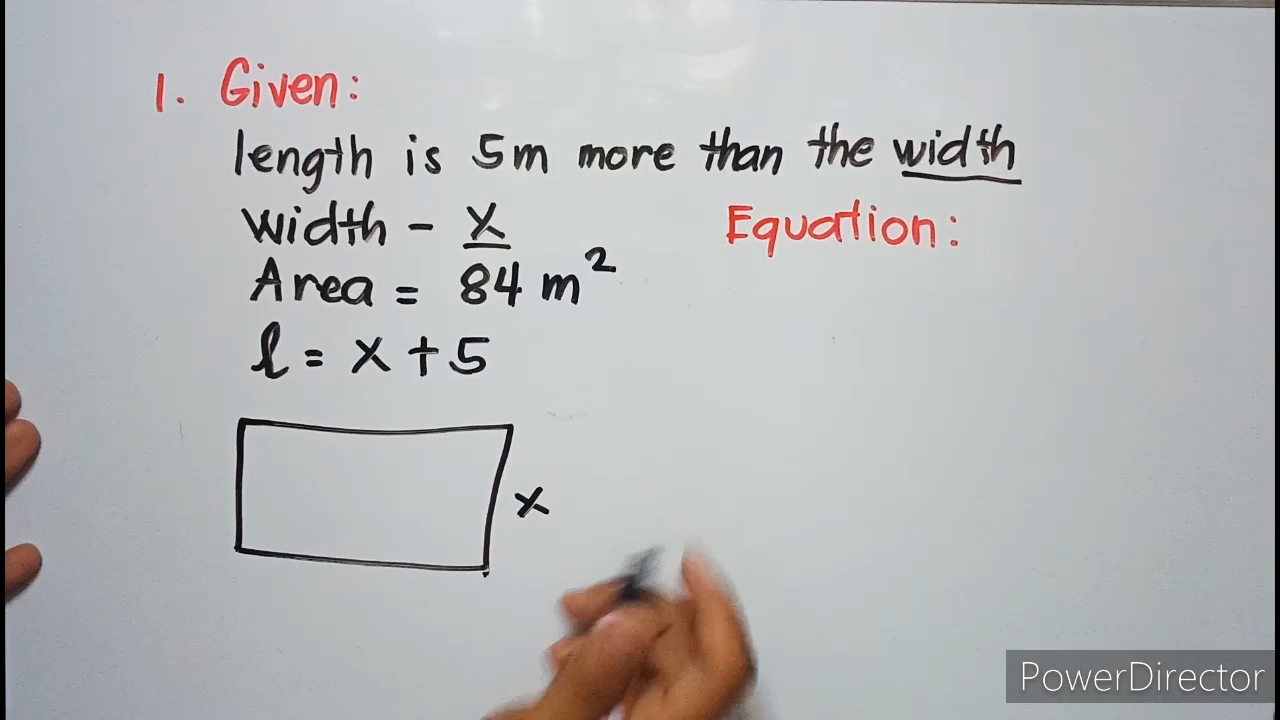 1. Given:
length is 5m more than the width
width - x
Equation:
Area = 84 m²
l = x + 5
x
PowerDirector